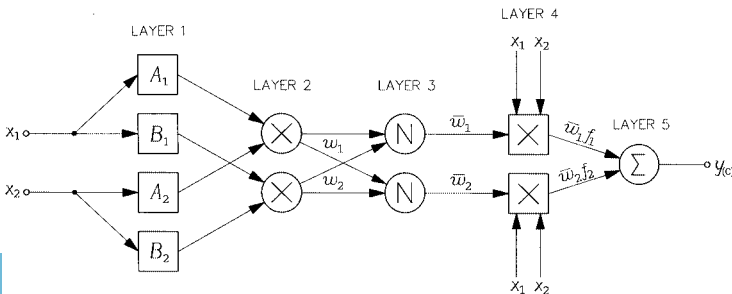 LAYER 4
LAYER 1
x₁ x₂
A₁
LAYER 2
LAYER 3
w̅₁
w̅₁f₁
LAYER 5
x₁
B₁
×
w₁
N
×
Σ
y(c)
x₂
A₂
×
w₂
N
w̅₂
×
w̅₂f₂
B₂
x₁ x₂